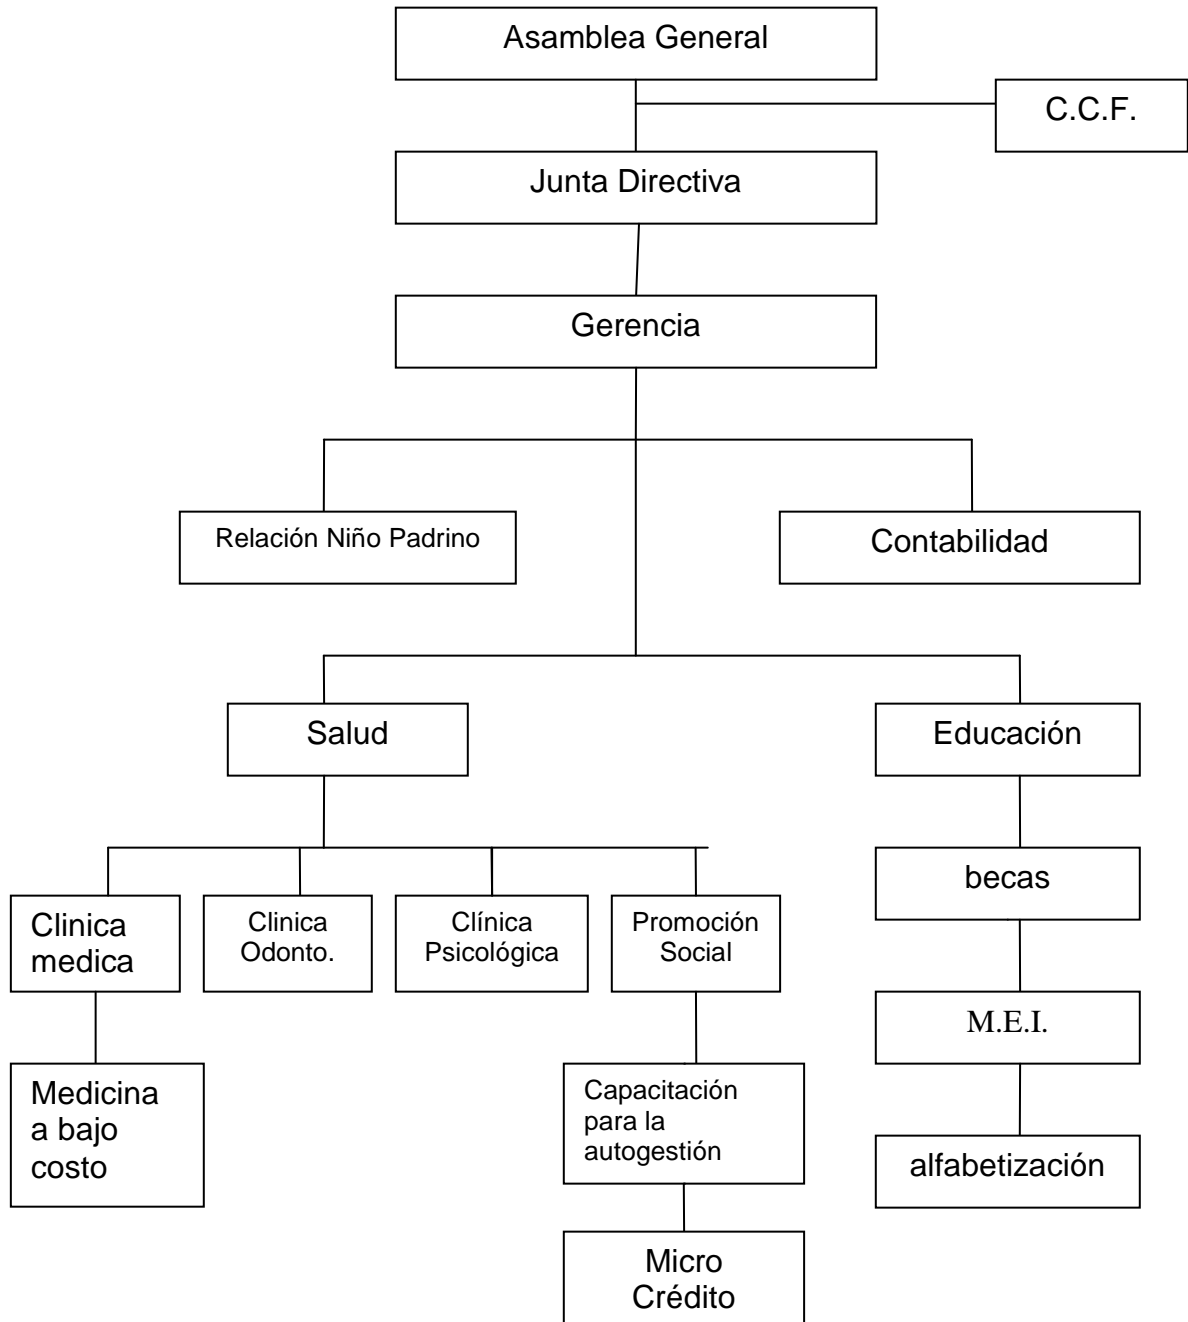 Asamblea General
C.C.F.
Junta Directiva
Gerencia
Relación Niño Padrino
Contabilidad
Salud
Educación
becas
Clinica
medica
Clinica
Odonto.
Clínica
Psicológica
Promoción
Social
M.E.I.
Medicina
a bajo
costo
Capacitación
para la
autogestión
alfabetización
Micro
Crédito